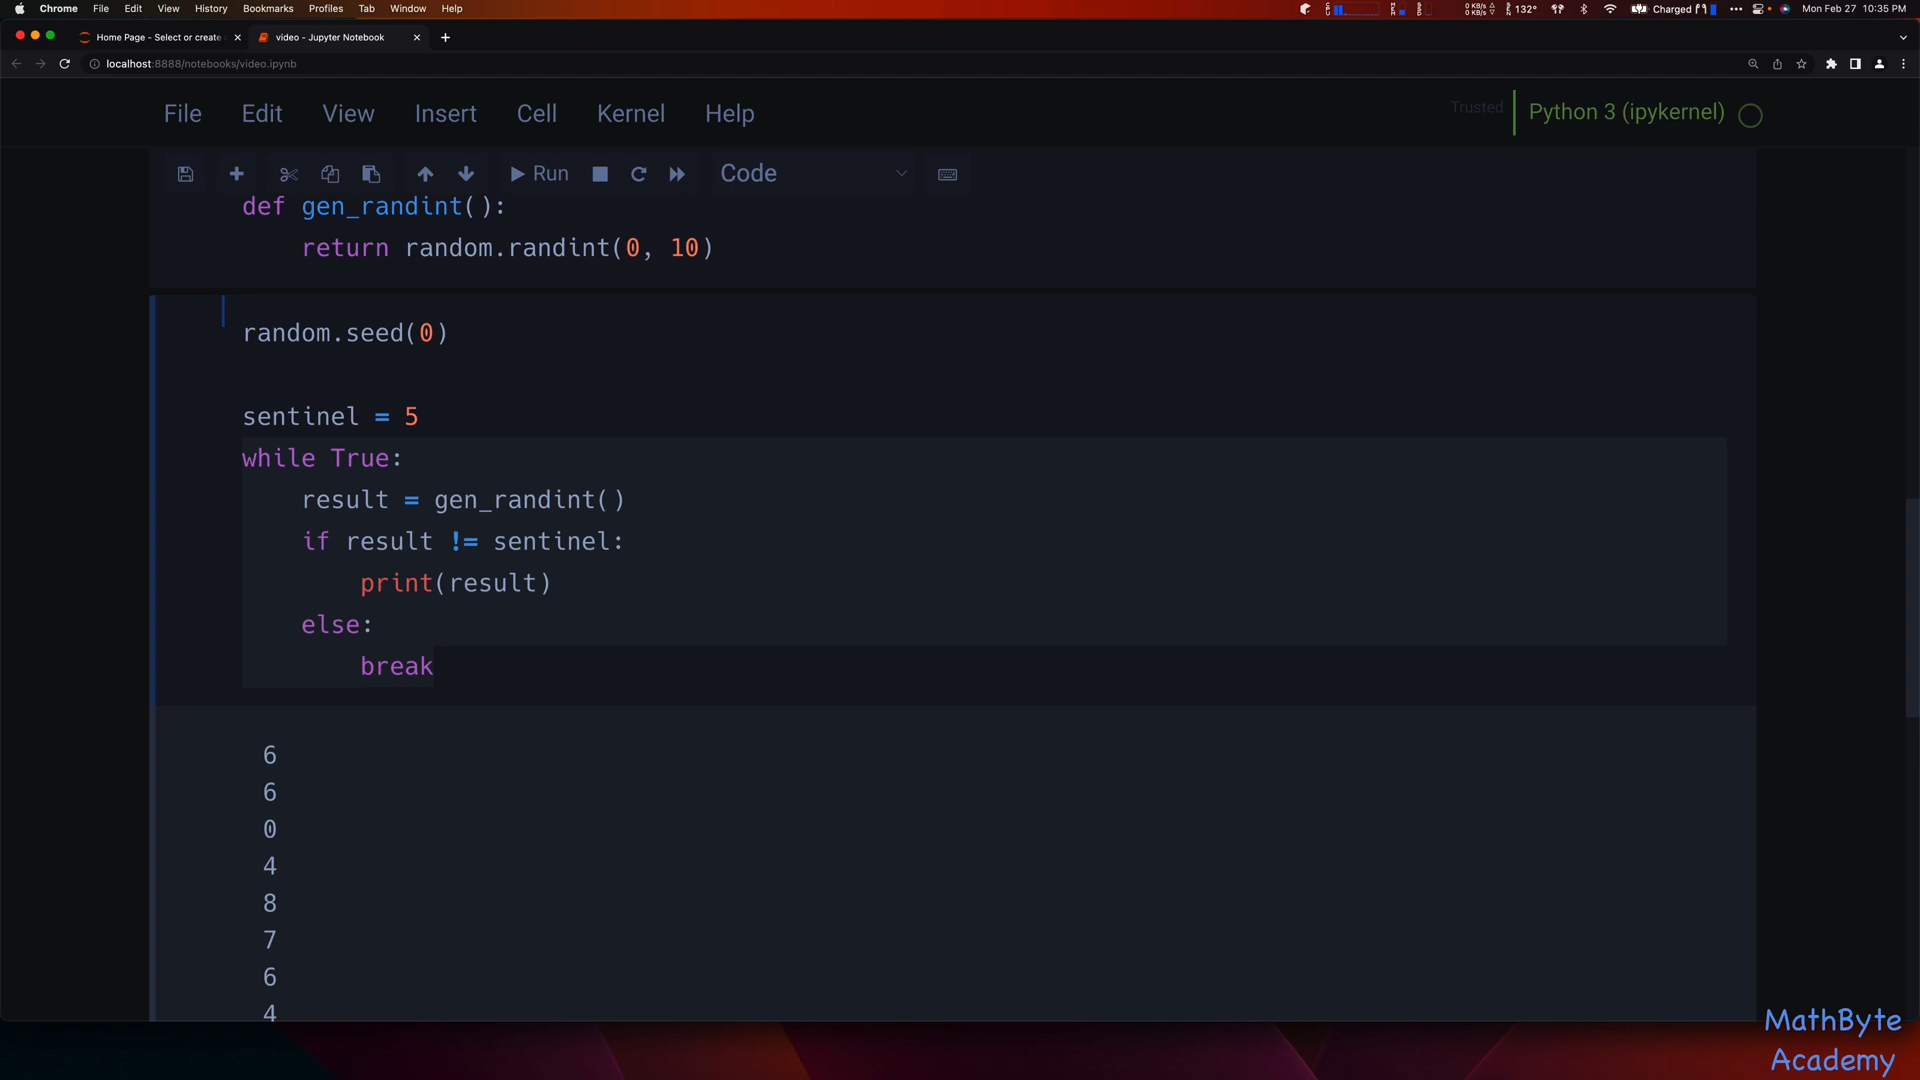 Chrome File Edit View History Bookmarks Profiles Tab Window Help
132° Charged Mon Feb 27 10:35 PM
Home Page - Select or create
video - Jupyter Notebook
localhost:8888/notebooks/video.ipynb
File Edit View Insert Cell Kernel Help
Trusted
Python 3 (ipykernel)
Run
Code
def gen_randint():
return random.randint(0, 10)
random.seed(0)
sentinel = 5
while True:
result = gen_randint()
if result != sentinel:
print(result)
else:
break
6
6
0
4
8
7
6
4
MathByte
Academy